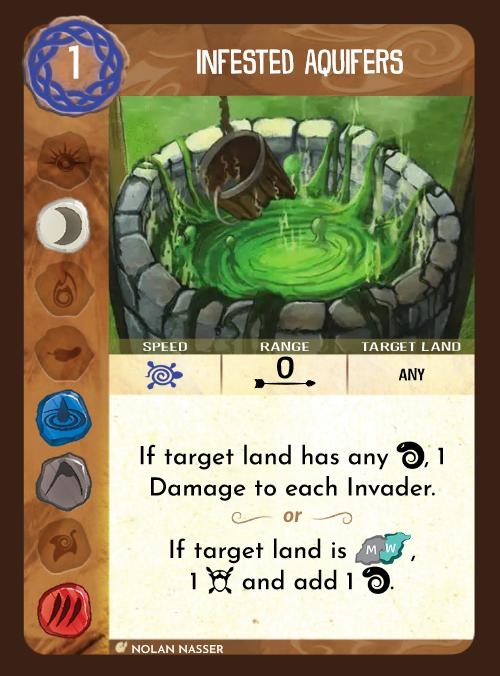 1
INFESTED AQUIFERS
SPEED RANGE TARGET LAND
0 ANY
If target land has any , 1
Damage to each Invader.
or
If target land is M W ,
1 and add 1 .
NOLAN NASSER